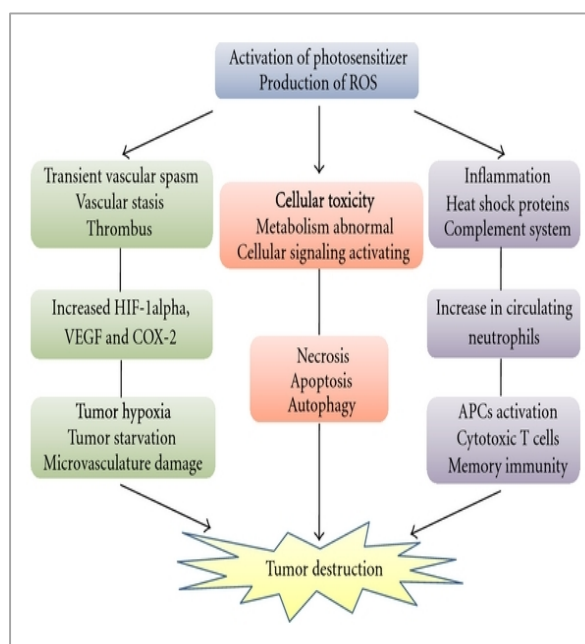 Activation of photosensitizer
Production of ROS
Transient vascular spasm
Vascular stasis
Thrombus
Cellular toxicity
Metabolism abnormal
Cellular signaling activating
Inflammation
Heat shock proteins
Complement system
Increased HIF-1alpha,
VEGF and COX-2
Necrosis
Apoptosis
Autophagy
Increase in circulating
neutrophils
Tumor hypoxia
Tumor starvation
Microvasculature damage
APCs activation
Cytotoxic T cells
Memory immunity
Tumor destruction